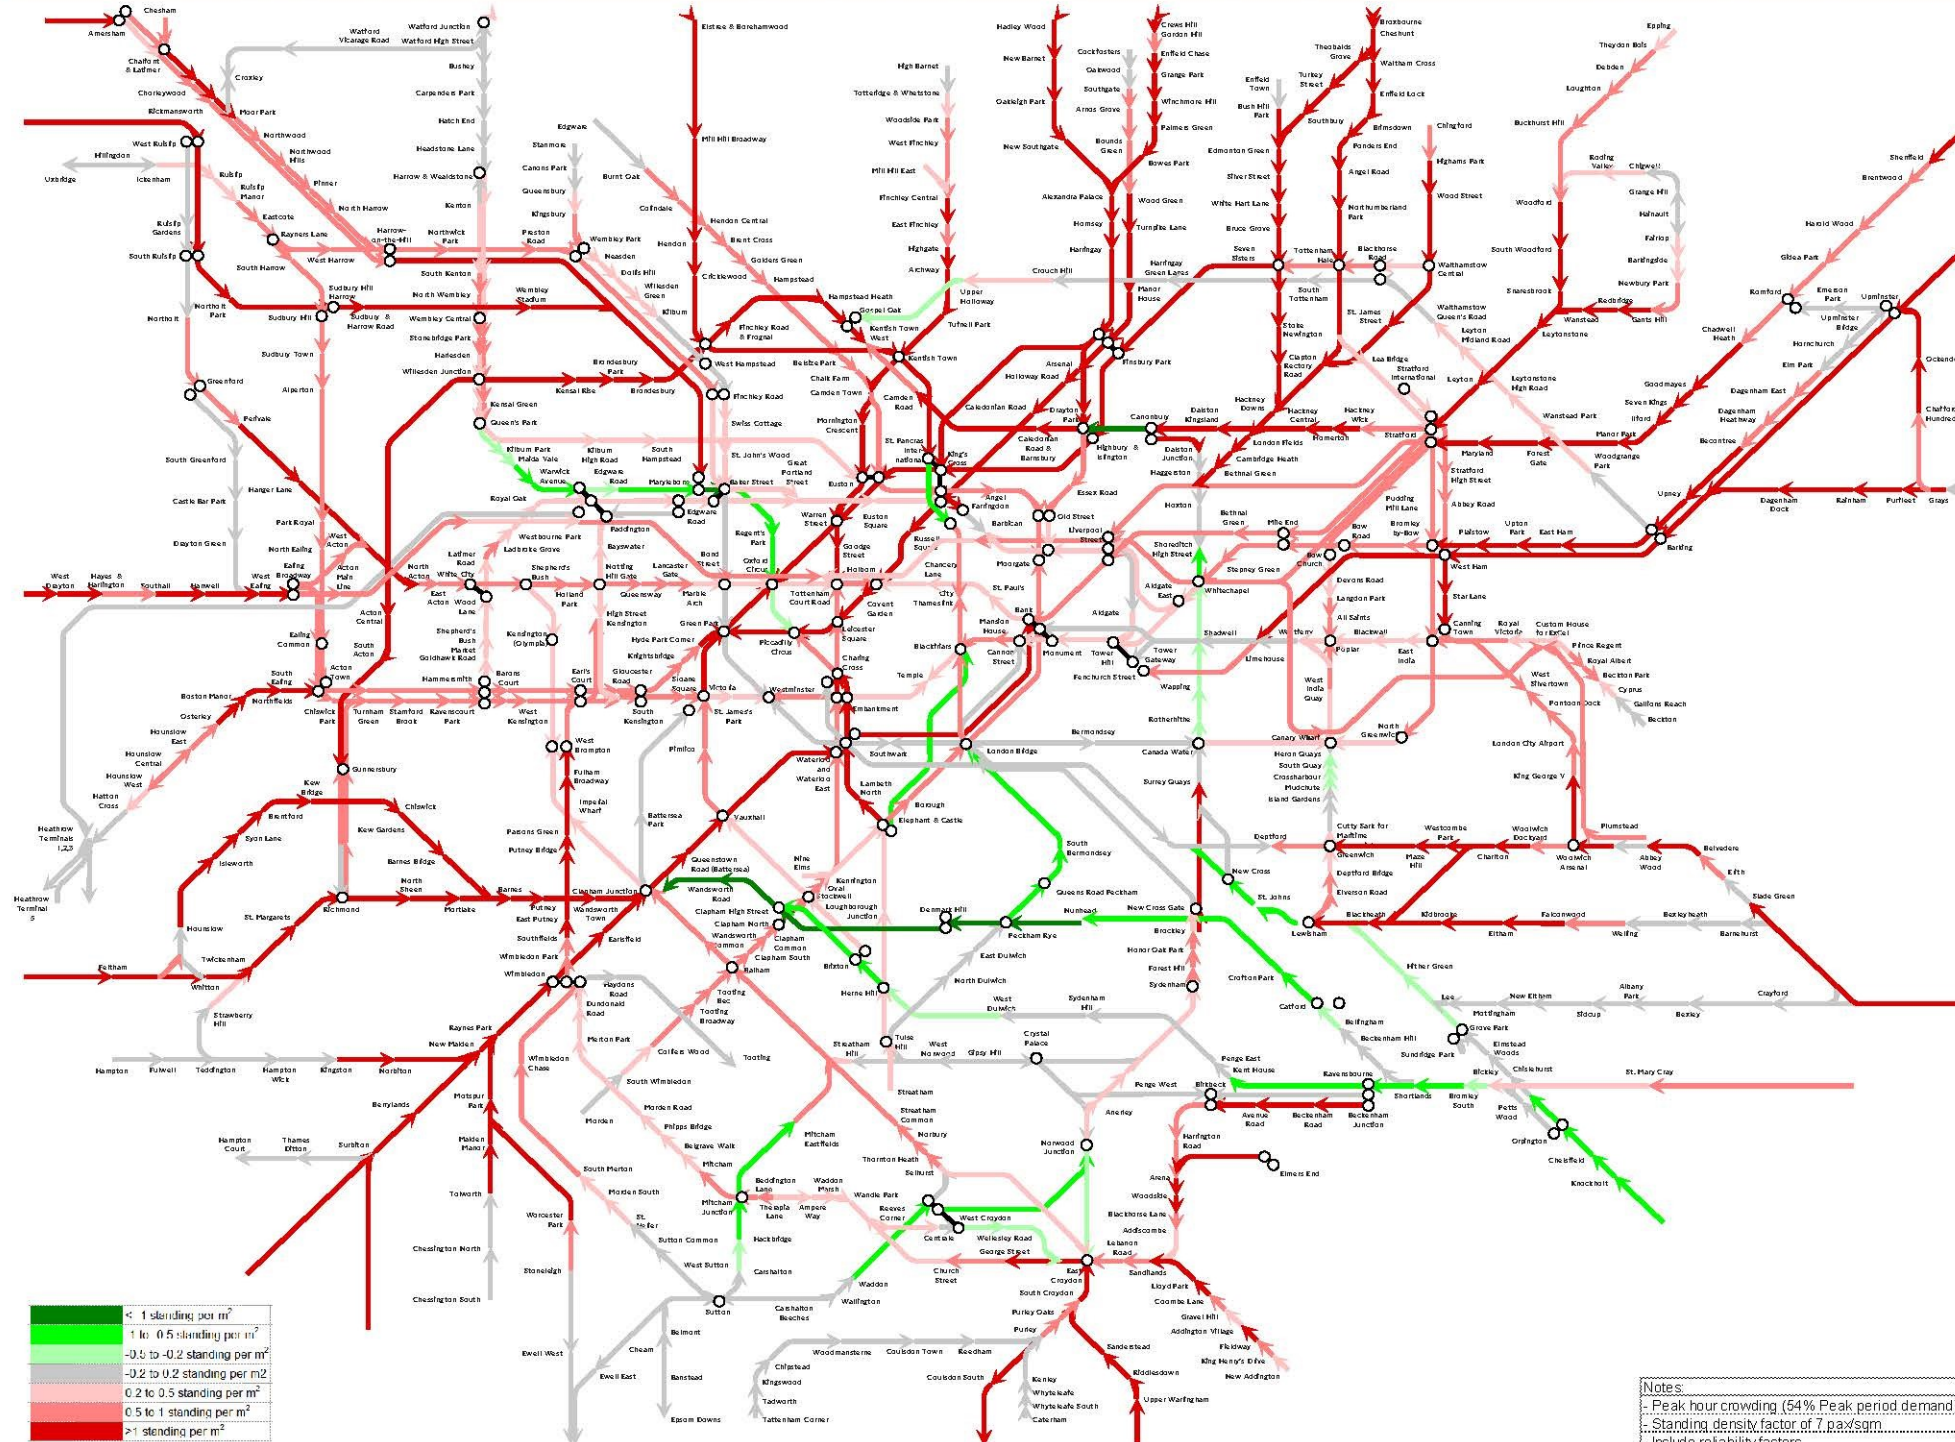 Chesham
Amersham
Chalfont
& Latimer
Chorleywood
Rickmansworth
Croxley
Moor Park
Northwood
Northwood
Hills
Pinner
North Harrow
Watford
Vicarage Road
Watford Junction
Watford High Street
Bushey
Carpenders Park
Hatch End
Headstone Lane
Harrow & Wealdstone
Kenton
South Kenton
North Wembley
Wembley Central
Stonebridge Park
Harlesden
Willesden Junction
Kensal Green
Queen's Park
Elstree & Borehamwood
Mill Hill Broadway
Hendon
Cricklewood
Hadley Wood
New Barnet
Oakleigh Park
New Southgate
Alexandra Palace
Hornsey
Harringay
Crews Hill
Gordon Hill
Enfield Chase
Grange Park
Winchmore Hill
Palmers Green
Bowes Park
Cockfosters
Oakwood
Southgate
Arnos Grove
Bounds
Green
Wood Green
Turnpike Lane
Manor
House
High Barnet
Totteridge & Whetstone
Woodside Park
West Finchley
Mill Hill East
Finchley Central
East Finchley
Highgate
Archway
Upper
Holloway
Tufnell Park
Crouch Hill
Harringay
Green Lanes
Broxbourne
Cheshunt
Theobalds
Grove
Waltham Cross
Turkey
Street
Enfield Lock
Enfield
Town
Bush Hill
Park
Southbury
Brimsdown
Ponders End
Edmonton Green
Silver Street
White Hart Lane
Bruce Grove
Seven
Sisters
Angel Road
Northumberland
Park
Tottenham
Hale
Blackhorse
Road
Chingford
Highams Park
Wood Street
Walthamstow
Central
Epping
Theydon Bois
Debden
Loughton
Buckhurst Hill
Roding
Valley
Chigwell
Grange Hill
Hainault
Fairlop
Barkingside
Newbury Park
Woodford
South Woodford
Snaresbrook
Wanstead
Redbridge
Gants Hill
Leytonstone
Shenfield
Brentwood
Harold Wood
Gidea Park
Romford
Emerson
Park
Upminster
Upminster
Bridge
Hornchurch
Elm Park
Dagenham East
Dagenham
Heathway
Becontree
Upney
Barking
Chadwell
Heath
Goodmayes
Seven Kings
Ilford
Manor Park
Forest
Gate
Maryland
Woodgrange
Park
Wanstead Park
Leytonstone
High Road
Leyton
Midland Road
Walthamstow
Queen's Road
Dagenham
Dock
Rainham
Purfleet
Grays
West Ruislip
Hillingdon
Uxbridge
Ickenham
Ruislip
Ruislip
Manor
Eastcote
Rayners Lane
West Harrow
Harrow-
on-the-Hill
Northwick
Park
Preston
Road
Wembley Park
Ruislip
Gardens
South Ruislip
Northolt
Northolt
Park
South Harrow
Sudbury Hill
Harrow
Sudbury Hill
Sudbury &
Harrow Road
Wembley
Stadium
Sudbury Town
Alperton
Greenford
Perivale
Hanger Lane
Park Royal
North Ealing
South Greenford
Castle Bar Park
Drayton Green
Edgware
Stanmore
Canons Park
Queensbury
Kingsbury
Burnt Oak
Colindale
Hendon Central
Brent Cross
Golders Green
Hampstead
Neasden
Dollis Hill
Willesden
Green
Kilburn
Belsize Park
Chalk Farm
Camden Town
Mornington
Crescent
Finchley Road
& Frognal
Hampstead Heath
Gospel Oak
Kentish Town
West
Kentish Town
Camden
Road
West Hampstead
Finchley Road
Swiss Cottage
St. John's Wood
Kensal Rise
Brondesbury
Park
Brondesbury
Kilburn Park
Maida Vale
Warwick
Avenue
Kilburn
High Road
South
Hampstead
Edgware
Road
Marylebone
Baker Street
Great
Portland
Street
Royal Oak
Paddington
Edgware
Road
Westbourne Park
Ladbroke Grove
Latimer
Road
Bayswater
Arsenal
Holloway Road
Finsbury Park
Caledonian Road
Drayton
Park
Caledonian
Road &
Barnsbury
Highbury &
Islington
Canonbury
Dalston
Kingsland
Dalston
Junction
Haggerston
Hoxton
Essex Road
Stoke
Newington
South
Tottenham
Clapton
Rectory
Road
Hackney
Downs
Hackney
Central
Hackney
Wick
Homerton
London Fields
Cambridge Heath
Bethnal Green
St. James
Street
Lea Bridge
Leyton
Stratford
International
Stratford
Stratford
High Street
Abbey Road
Pudding
Mill Lane
Bromley
by-Bow
Bow
Road
Bow
Church
Mile End
Bethnal
Green
Stepney Green
Whitechapel
Shoreditch
High Street
Liverpool
Street
Old Street
Moorgate
Barbican
Farringdon
Angel
King's
Cross
St. Pancras
Inter-
national
Euston
Euston
Square
Warren
Street
Goodge
Street
Russell
Square
Holborn
Chancery
Lane
St. Paul's
City
Thameslink
Regent's
Park
Oxford
Circus
Bond
Street
Marble
Arch
Lancaster
Gate
Queensway
Notting
Hill Gate
Holland
Park
Shepherd's
Bush
White City
East
Acton
Wood
Lane
North
Acton
West
Acton
Acton
Main
Line
Ealing
Broadway
West
Ealing
Hanwell
Southall
Hayes &
Harlington
West
Drayton
Ealing
Common
Acton
Central
South
Acton
Acton
Town
South
Ealing
Northfields
Boston Manor
Osterley
Hounslow
East
Hounslow
Central
Hounslow
West
Hatton
Cross
Heathrow
Terminals
1,2,3
Heathrow
Terminal
5
Chiswick
Park
Turnham
Green
Stamford
Brook
Ravenscourt
Park
Hammersmith
Shepherd's
Bush
Market
Goldhawk Road
Barons
Court
West
Kensington
Kensington
(Olympia)
Earl's
Court
Gloucester
Road
South
Kensington
High Street
Kensington
Knightsbridge
Hyde Park Corner
Green Park
Sloane
Square
Victoria
St. James's
Park
Westminster
Embankment
Charing
Cross
Leicester
Square
Covent
Garden
Tottenham
Court Road
Piccadilly
Circus
Temple
Blackfriars
Mansion
House
Bank
Cannon
Street
Monument
Aldgate
Aldgate
East
Tower
Hill
Tower
Gateway
Fenchurch Street
Shadwell
Limehouse
Westferry
Poplar
Blackwall
East
India
All Saints
Langdon Park
Devons Road
Plaistow
Upton
Park
East Ham
West Ham
Star Lane
Canning
Town
Royal
Victoria
Custom House
for ExCel
Prince Regent
Royal Albert
Beckton Park
Cyprus
Gallions Reach
Beckton
West
Silvertown
Pontoon Dock
London City Airport
King George V
Woolwich
Arsenal
West
India
Quay
Canary Wharf
Heron Quays
South Quay
Crossharbour
Mudchute
Island Gardens
Cutty Sark for
Maritime
Greenwich
North
Greenwich
Canada Water
Bermondsey
London Bridge
Southwark
Waterloo
and
Waterloo
East
Lambeth
North
Borough
Elephant & Castle
Wapping
Rotherhithe
Surrey Quays
Deptford
Deptford Bridge
Elverson Road
Lewisham
St. Johns
New Cross
New Cross Gate
Westcombe
Park
Maze
Hill
Charlton
Woolwich
Dockyard
Plumstead
Abbey
Wood
Belvedere
Erith
Slade Green
Blackheath
Kidbrooke
Eltham
Falconwood
Welling
Bexleyheath
Barnehurst
Hither Green
Lee
Mottingham
New Eltham
Sidcup
Albany
Park
Bexley
Crayford
Grove Park
Sundridge Park
Elmstead
Woods
Chislehurst
Bickley
St. Mary Cray
Petts
Wood
Orpington
Chelsfield
Knockholt
Bromley
South
Shortlands
Ravensbourne
Beckenham Hill
Bellingham
Catford
Crofton Park
Nunhead
Peckham Rye
Queens Road Peckham
South
Bermondsey
Denmark Hill
Loughborough
Junction
Kennington
Oval
Stockwell
Nine
Elms
Vauxhall
Pimlico
Battersea
Park
Queenstown
Road (Battersea)
Wandsworth
Road
Clapham High Street
Clapham North
Clapham
Common
Clapham South
Wandsworth
Common
Balham
Tooting
Bec
Tooting
Broadway
Colliers Wood
South Wimbledon
Morden
Tooting
Haydons
Road
Brixton
Herne Hill
Tulse
Hill
East Dulwich
North Dulwich
West
Dulwich
Sydenham
Hill
Brockley
Honor Oak Park
Forest Hill
Sydenham
Penge East
Kent House
Penge West
Anerley
Birkbeck
Avenue
Road
Beckenham
Road
Beckenham
Junction
Crystal
Palace
Gipsy Hill
West
Norwood
Streatham
Hill
Streatham
Streatham
Common
Norbury
Thornton Heath
Selhurst
Norwood
Junction
Harrington
Road
Arena
Elmers End
Woodside
Blackhorse Lane
Addiscombe
Lebanon
Road
Sandilands
Lloyd Park
Coombe Lane
Gravel Hill
Addington Village
Fieldway
King Henry's Drive
New Addington
East
Croydon
George Street
Church
Street
Centrale
West Croydon
Wellesley Road
Reeves
Corner
Wandle Park
Waddon
Marsh
Ampere
Way
Therapia
Lane
Beddington
Lane
Mitcham
Junction
Mitcham
Eastfields
Mitcham
Belgrave Walk
Phipps Bridge
Morden Road
Merton Park
Dundonald
Road
Wimbledon
Wimbledon Park
Southfields
East Putney
Putney
Putney Bridge
Parsons Green
Fulham
Broadway
West
Brompton
Imperial
Wharf
Clapham Junction
Wandsworth
Town
Earlsfield
Barnes
Barnes Bridge
Chiswick
Kew
Bridge
Brentford
Syon Lane
Isleworth
Hounslow
Gunnersbury
Kew Gardens
Richmond
North
Sheen
Mortlake
St. Margarets
Twickenham
Whitton
Feltham
Strawberry
Hill
Teddington
Fulwell
Hampton
Hampton
Wick
Kingston
Norbiton
New Malden
Raynes Park
Berrylands
Surbiton
Thames
Ditton
Hampton
Court
Motspur
Park
Malden
Manor
Tolworth
Chessington North
Chessington South
Worcester
Park
Stoneleigh
Ewell West
Wimbledon
Chase
South Merton
Morden South
St.
Helier
Sutton Common
West Sutton
Sutton
Hackbridge
Carshalton
Carshalton
Beeches
Wallington
Waddon
Belmont
Banstead
Epsom Downs
Cheam
Ewell East
South Croydon
Purley Oaks
Purley
Woodmansterne
Coulsdon Town
Reedham
Chipstead
Kingswood
Tadworth
Tattenham Corner
Coulsdon South
Kenley
Whyteleafe
Whyteleafe South
Caterham
Sanderstead
Riddlesdown
Upper Warlingham
< -1 standing per m²
-1 to -0.5 standing per m²
-0.5 to -0.2 standing per m²
-0.2 to 0.2 standing per m2
0.2 to 0.5 standing per m²
0.5 to 1 standing per m²
>1 standing per m²
Notes:
- Peak hour crowding (54% Peak period demand
- Standing density factor of 7 pax/sqm
- Include reliability factors